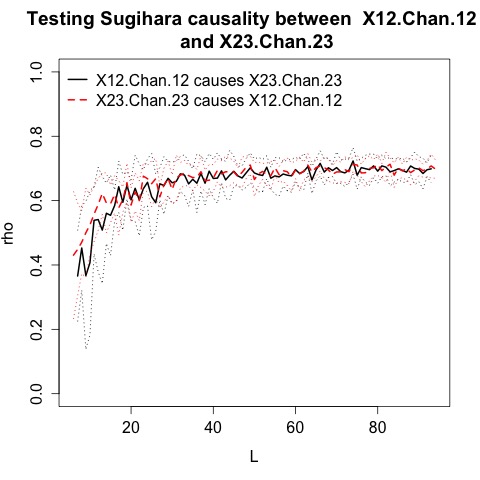 Testing Sugihara causality between  X12.Chan.12
and X23.Chan.23
X12.Chan.12 causes X23.Chan.23
X23.Chan.23 causes X12.Chan.12
1.0
0.8
0.6
0.4
0.2
0.0
rho
20 40 60 80
L